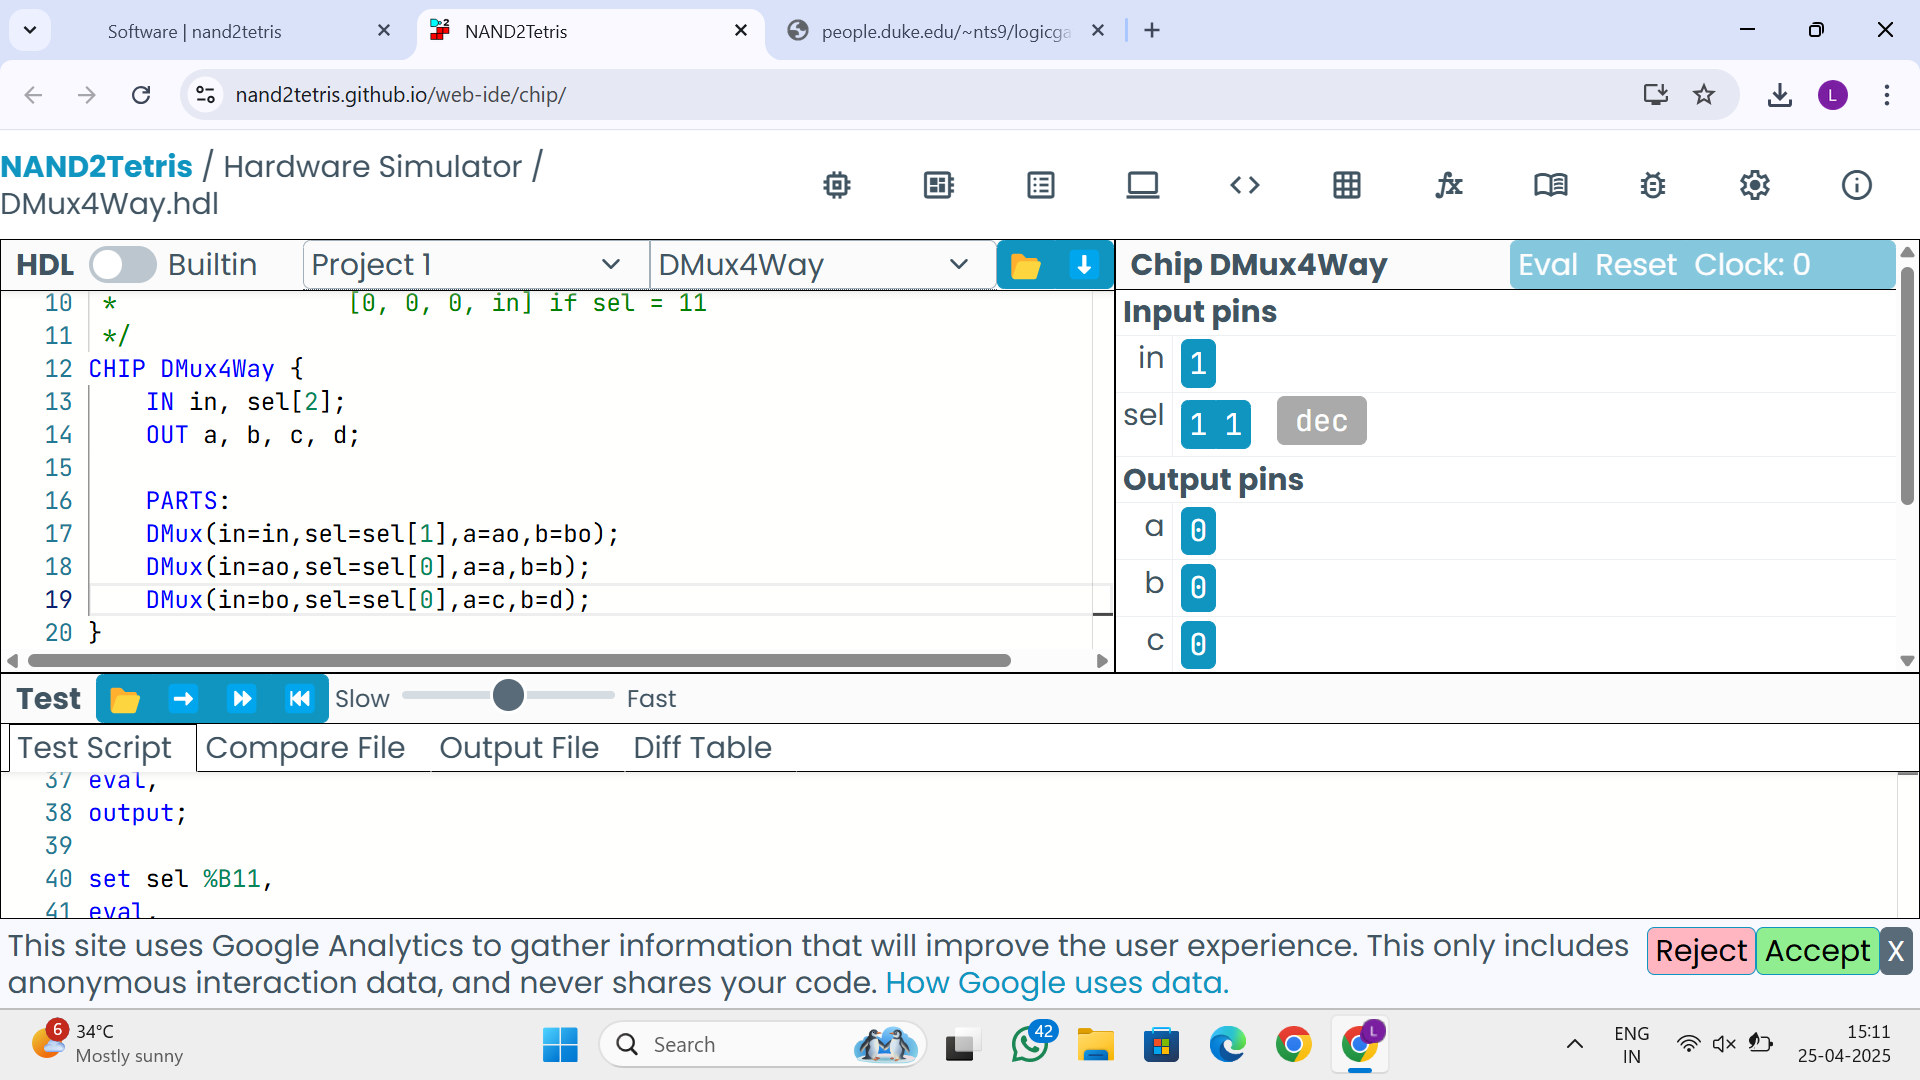 Software | nand2tetris
NAND2Tetris
people.duke.edu/~nts9/logicga
nand2tetris.github.io/web-ide/chip/
L
NAND2Tetris / Hardware Simulator /
DMux4Way.hdl
HDL Builtin Project 1 DMux4Way
Chip DMux4Way Eval Reset Clock: 0
10 * [0, 0, 0, in] if sel = 11
11 */
12 CHIP DMux4Way {
13 IN in, sel[2];
14 OUT a, b, c, d;
15
16 PARTS:
17 DMux(in=in,sel=sel[1],a=ao,b=bo);
18 DMux(in=ao,sel=sel[0],a=a,b=b);
19 DMux(in=bo,sel=sel[0],a=c,b=d);
20 }
Input pins
in 1
sel 1 1 dec
Output pins
a 0
b 0
c 0
Test Slow Fast
Test Script Compare File Output File Diff Table
37 eval,
38 output;
39
40 set sel %B11,
41 eval,
This site uses Google Analytics to gather information that will improve the user experience. This only includes
anonymous interaction data, and never shares your code. How Google uses data.
Reject Accept X
6
34°C
Mostly sunny
Search
42
L
ENG
IN
15:11
25-04-2025